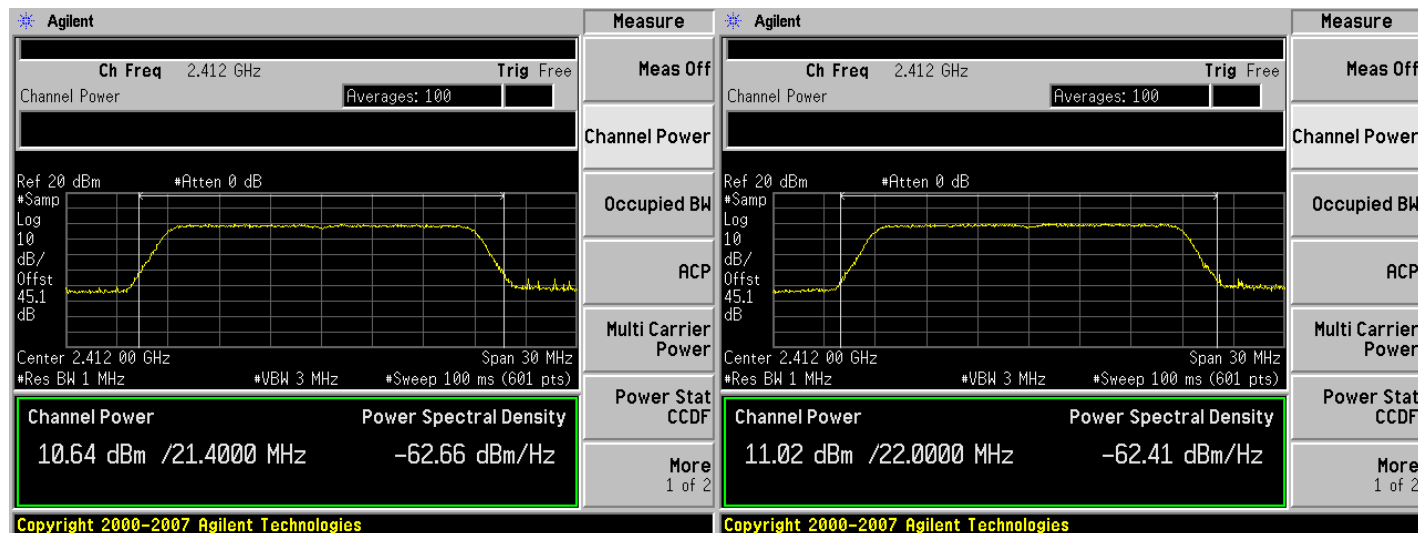 Agilent
Measure
Ch Freq 2.412 GHz Trig Free
Meas Off
Channel Power Averages: 100
Channel Power
Ref 20 dBm #Atten 0 dB
#Samp
Log
10
dB/
Offst
45.1
dB
Occupied BW
ACP
Multi Carrier
Power
Center 2.412 00 GHz Span 30 MHz
#Res BW 1 MHz #VBW 3 MHz #Sweep 100 ms (601 pts)
Power Stat
CCDF
Channel Power Power Spectral Density
10.64 dBm /21.4000 MHz -62.66 dBm/Hz
More
1 of 2
Copyright 2000-2007 Agilent Technologies
Agilent
Measure
Ch Freq 2.412 GHz Trig Free
Meas Off
Channel Power Averages: 100
Channel Power
Ref 20 dBm #Atten 0 dB
#Samp
Log
10
dB/
Offst
45.1
dB
Occupied BW
ACP
Multi Carrier
Power
Center 2.412 00 GHz Span 30 MHz
#Res BW 1 MHz #VBW 3 MHz #Sweep 100 ms (601 pts)
Power Stat
CCDF
Channel Power Power Spectral Density
11.02 dBm /22.0000 MHz -62.41 dBm/Hz
More
1 of 2
Copyright 2000-2007 Agilent Technologies